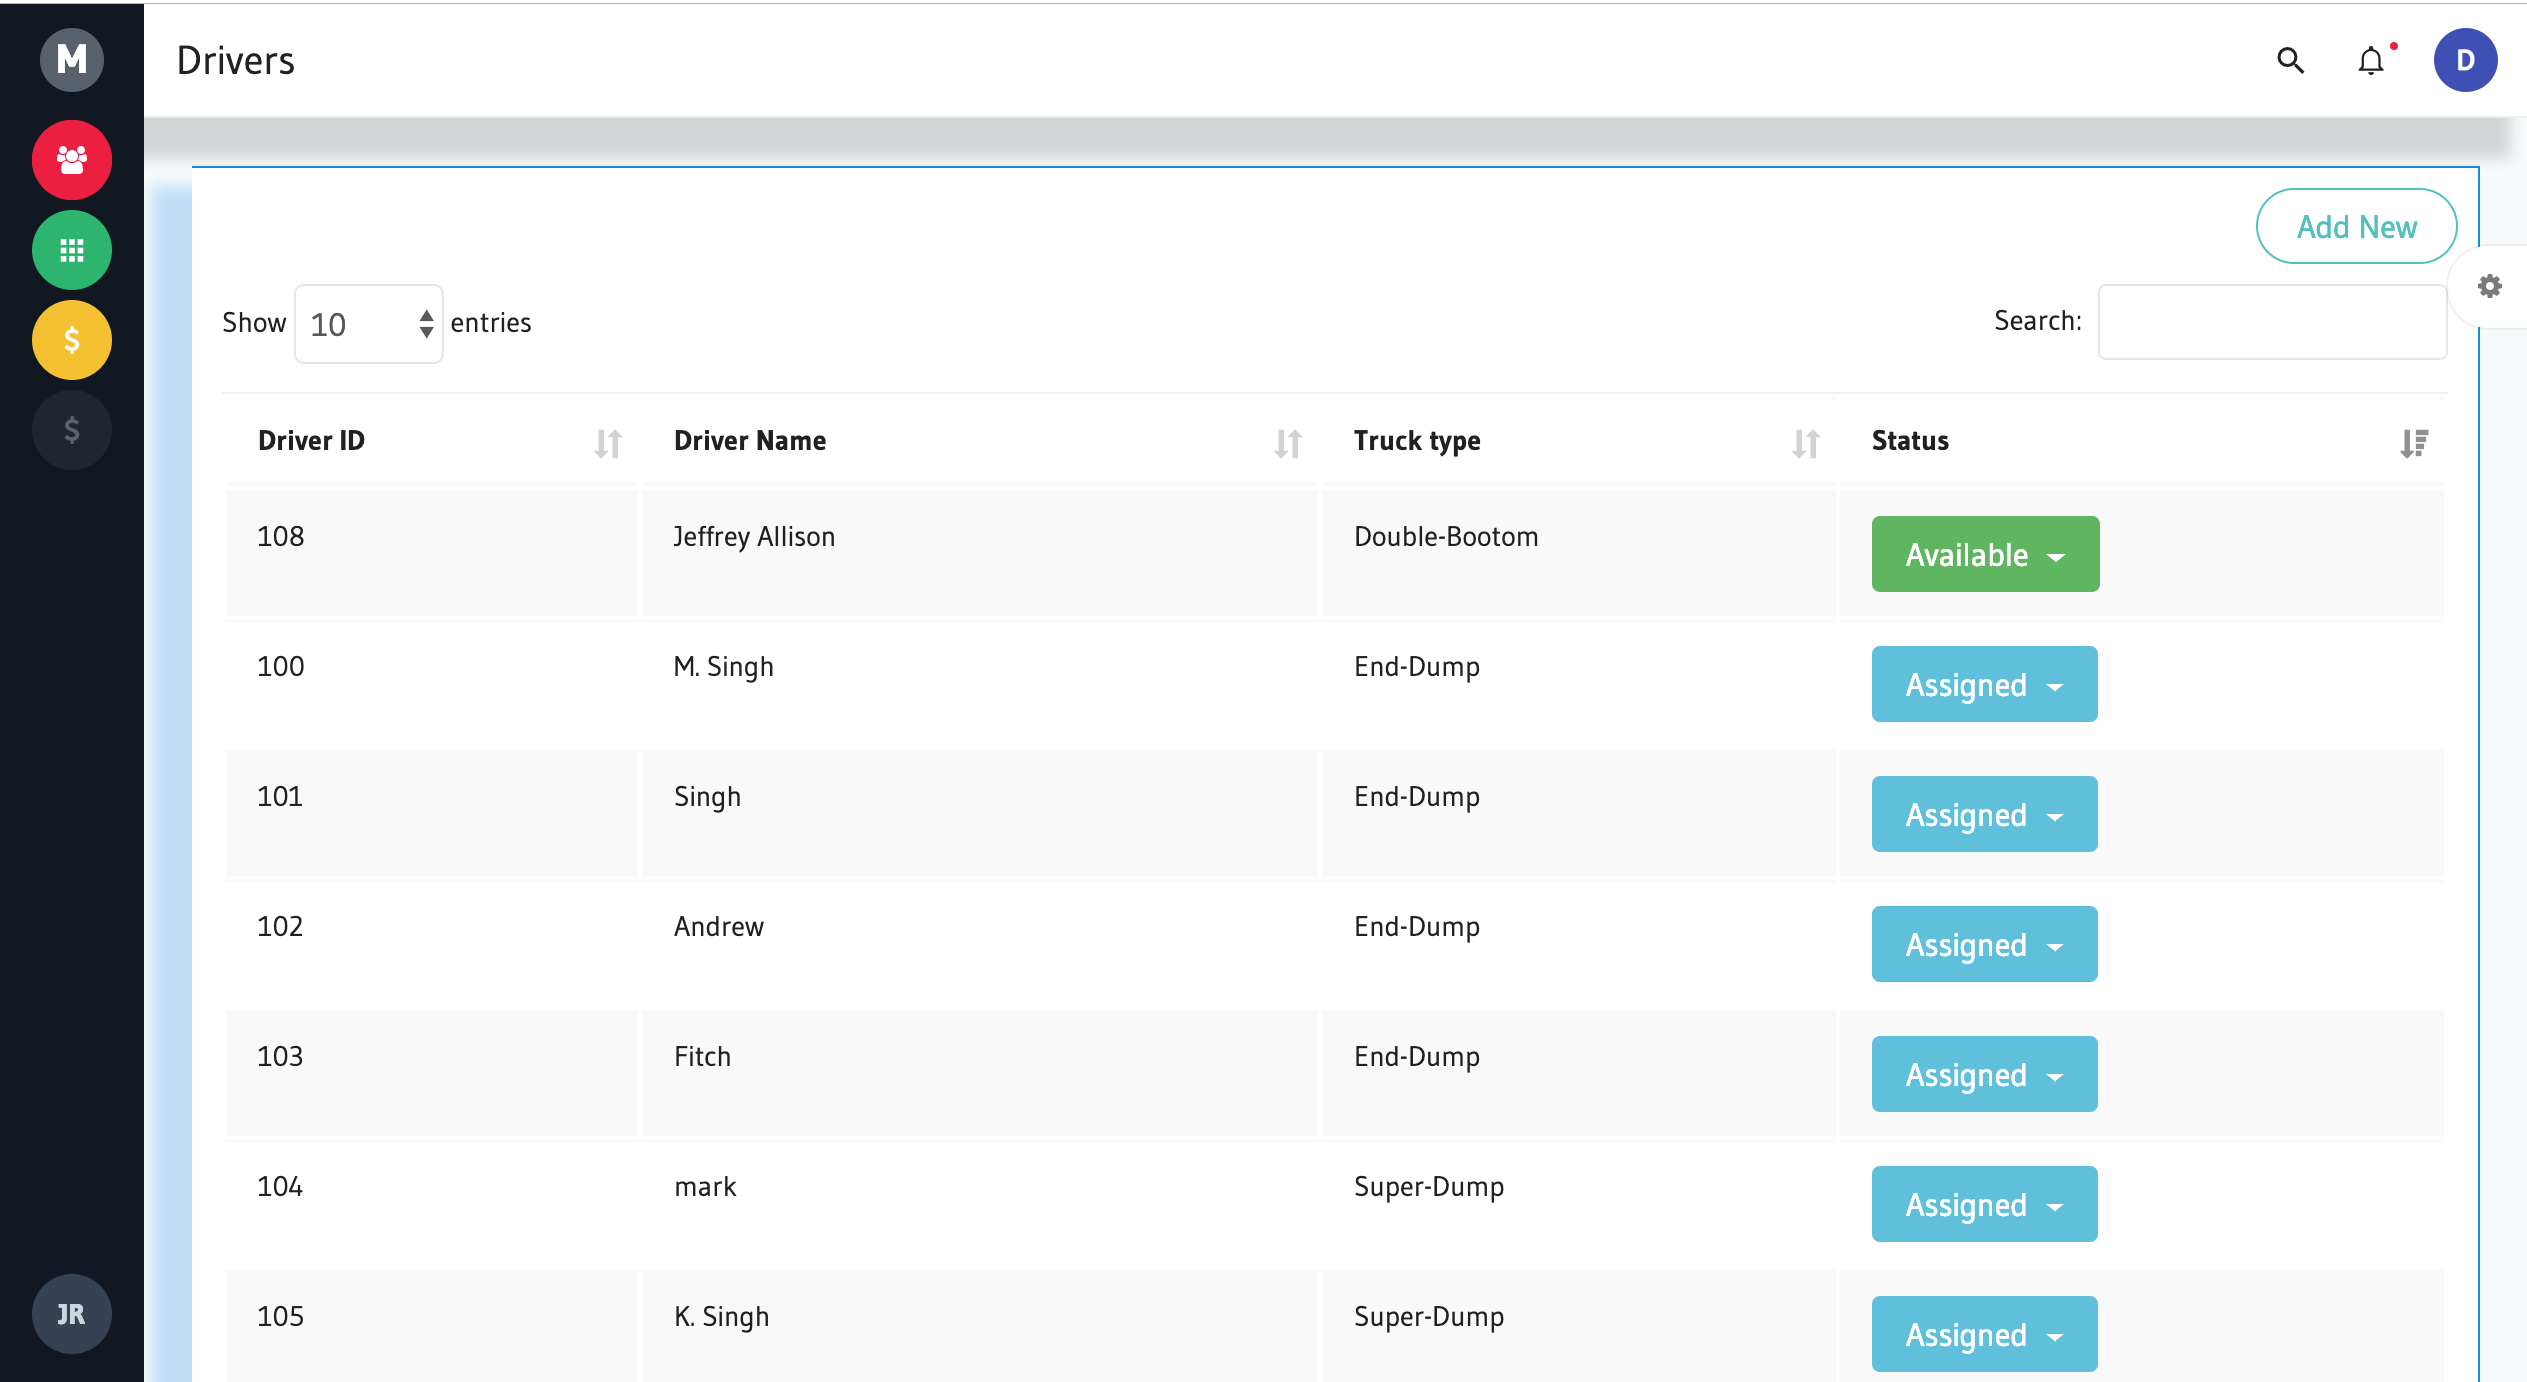 M
Drivers
D
$
$
JR
Add New
Show 10 entries
Search:
Driver ID Driver Name Truck type Status
108 Jeffrey Allison Double-Bootom Available
100 M. Singh End-Dump Assigned
101 Singh End-Dump Assigned
102 Andrew End-Dump Assigned
103 Fitch End-Dump Assigned
104 mark Super-Dump Assigned
105 K. Singh Super-Dump Assigned